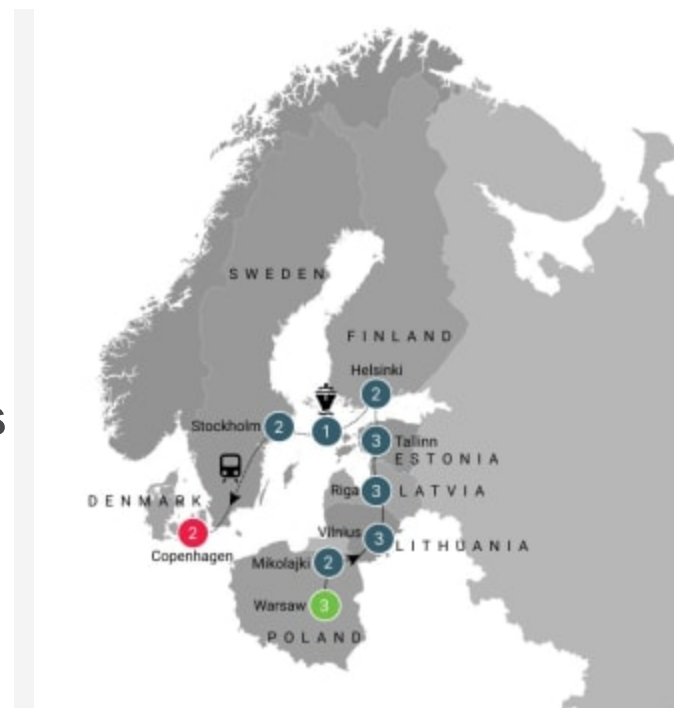 SWEDEN
FINLAND
Helsinki
2
Stockholm 2
1
3 Tallinn
ESTONIA
s
Riga 3 LATVIA
DENMARK
2
Copenhagen
Vilnius 3
LITHUANIA
Mikolajki 2
Warsaw 3
POLAND